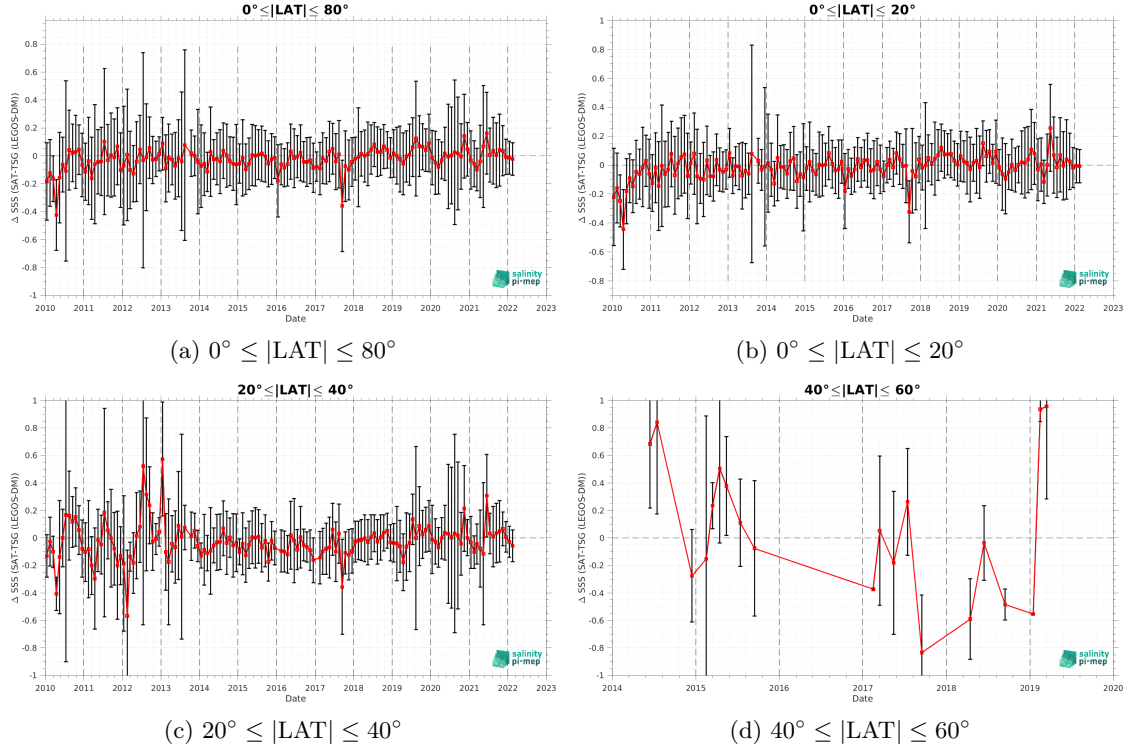 0°≤|LAT|≤ 80°
Δ SSS (SAT-TSG (LEGOS-DM))
0.8
0.6
0.4
0.2
0
-0.2
-0.4
-0.6
-0.8
-1
2010 2011 2012 2013 2014 2015 2016 2017 2018 2019 2020 2021 2022 2023
Date
salinity
pi-mep
(a) 0° ≤ |LAT| ≤ 80°
0°≤|LAT|≤ 20°
Δ SSS (SAT-TSG (LEGOS-DM))
1
0.8
0.6
0.4
0.2
0
-0.2
-0.4
-0.6
-0.8
2010 2011 2012 2013 2014 2015 2016 2017 2018 2019 2020 2021 2022 2023
Date
salinity
pi-mep
(b) 0° ≤ |LAT| ≤ 20°
20°≤|LAT|≤ 40°
Δ SSS (SAT-TSG (LEGOS-DM))
1
0.8
0.6
0.4
0.2
0
-0.2
-0.4
-0.6
-0.8
-1
2010 2011 2012 2013 2014 2015 2016 2017 2018 2019 2020 2021 2022 2023
Date
salinity
pi-mep
(c) 20° ≤ |LAT| ≤ 40°
40°≤|LAT|≤ 60°
Δ SSS (SAT-TSG (LEGOS-DM))
1
0.8
0.6
0.4
0.2
0
-0.2
-0.4
-0.6
-0.8
-1
2014 2015 2016 2017 2018 2019 2020
Date
salinity
pi-mep
(d) 40° ≤ |LAT| ≤ 60°